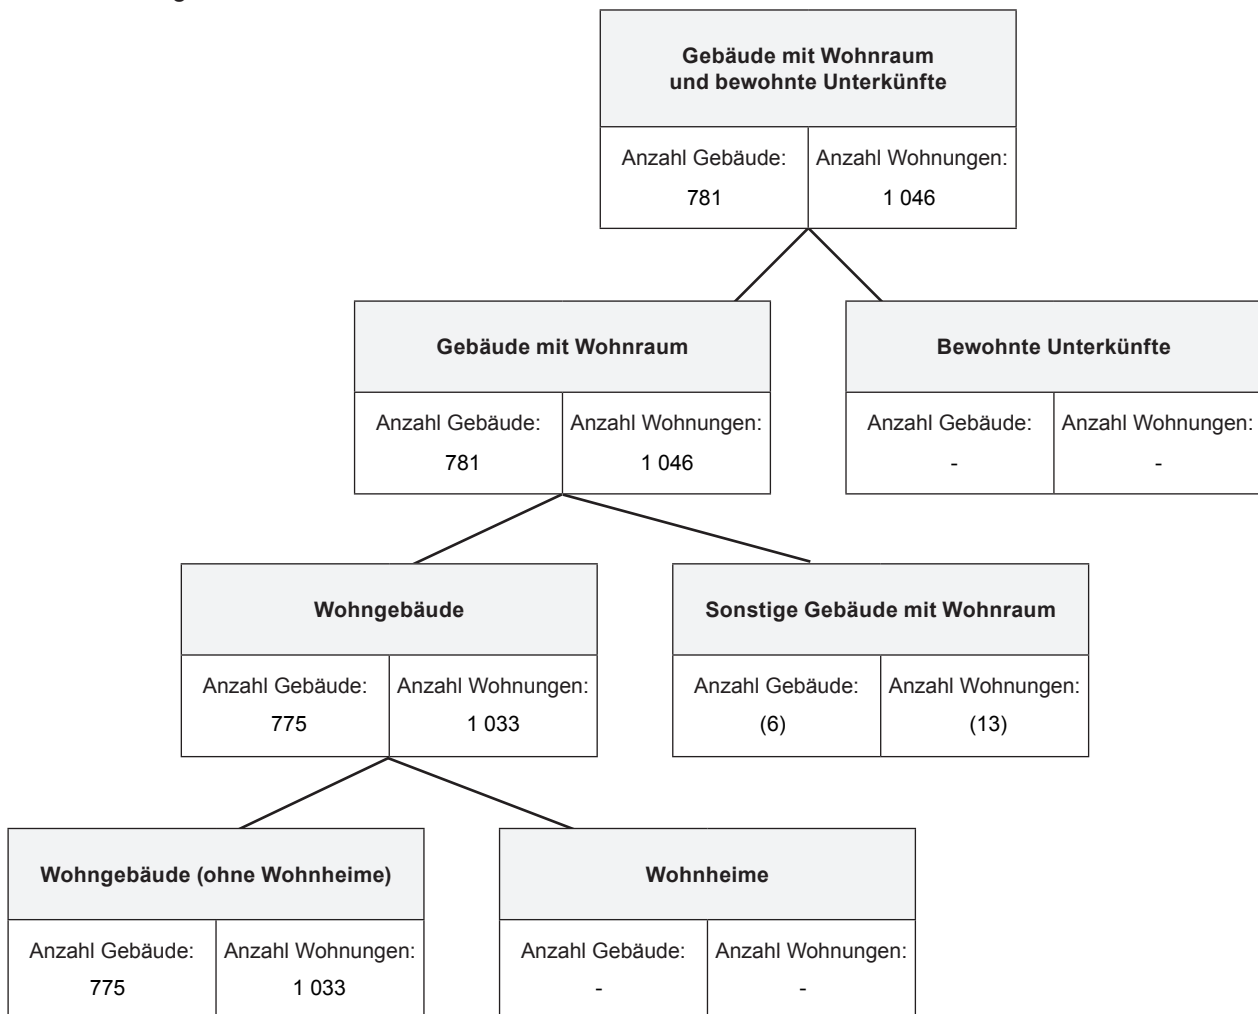 Gebäude mit Wohnraum
und bewohnte Unterkünfte
Anzahl Gebäude: Anzahl Wohnungen:
781 1 046
Gebäude mit Wohnraum Bewohnte Unterkünfte
Anzahl Gebäude: Anzahl Wohnungen: Anzahl Gebäude: Anzahl Wohnungen:
781 1 046 - -
Wohngebäude Sonstige Gebäude mit Wohnraum
Anzahl Gebäude: Anzahl Wohnungen: Anzahl Gebäude: Anzahl Wohnungen:
775 1 033 (6) (13)
Wohngebäude (ohne Wohnheime) Wohnheime
Anzahl Gebäude: Anzahl Wohnungen: Anzahl Gebäude: Anzahl Wohnungen:
775 1 033 - -